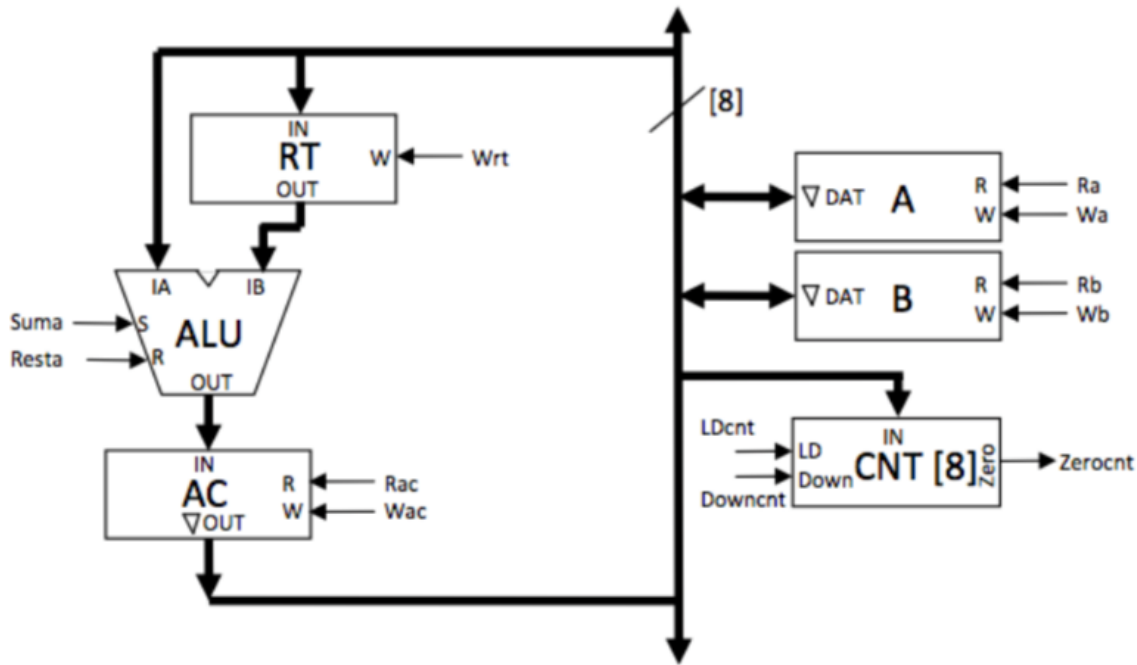 [8]
IN
RT
W
Wrt
OUT
DAT
A
R
Ra
W
Wa
DAT
B
R
Rb
W
Wb
IA
IB
Suma
S
ALU
Resta
R
OUT
LDcnt
LD
IN
CNT [8]
Zero
Zerocnt
Down
Downcnt
IN
AC
R
Rac
W
Wac
OUT